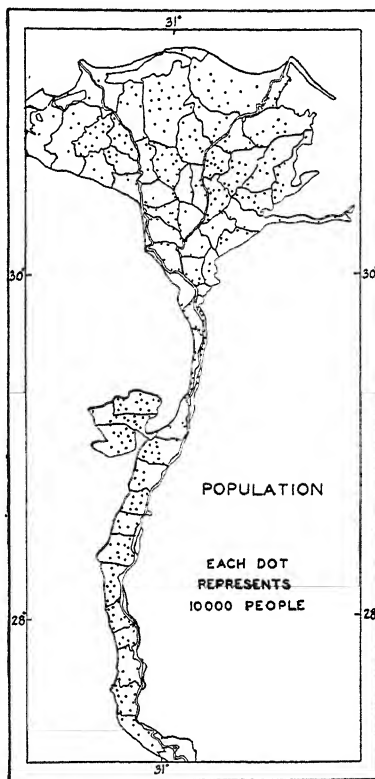 31°
30
30
POPULATION
EACH DOT
REPRESENTS
10000 PEOPLE
28
28
31°